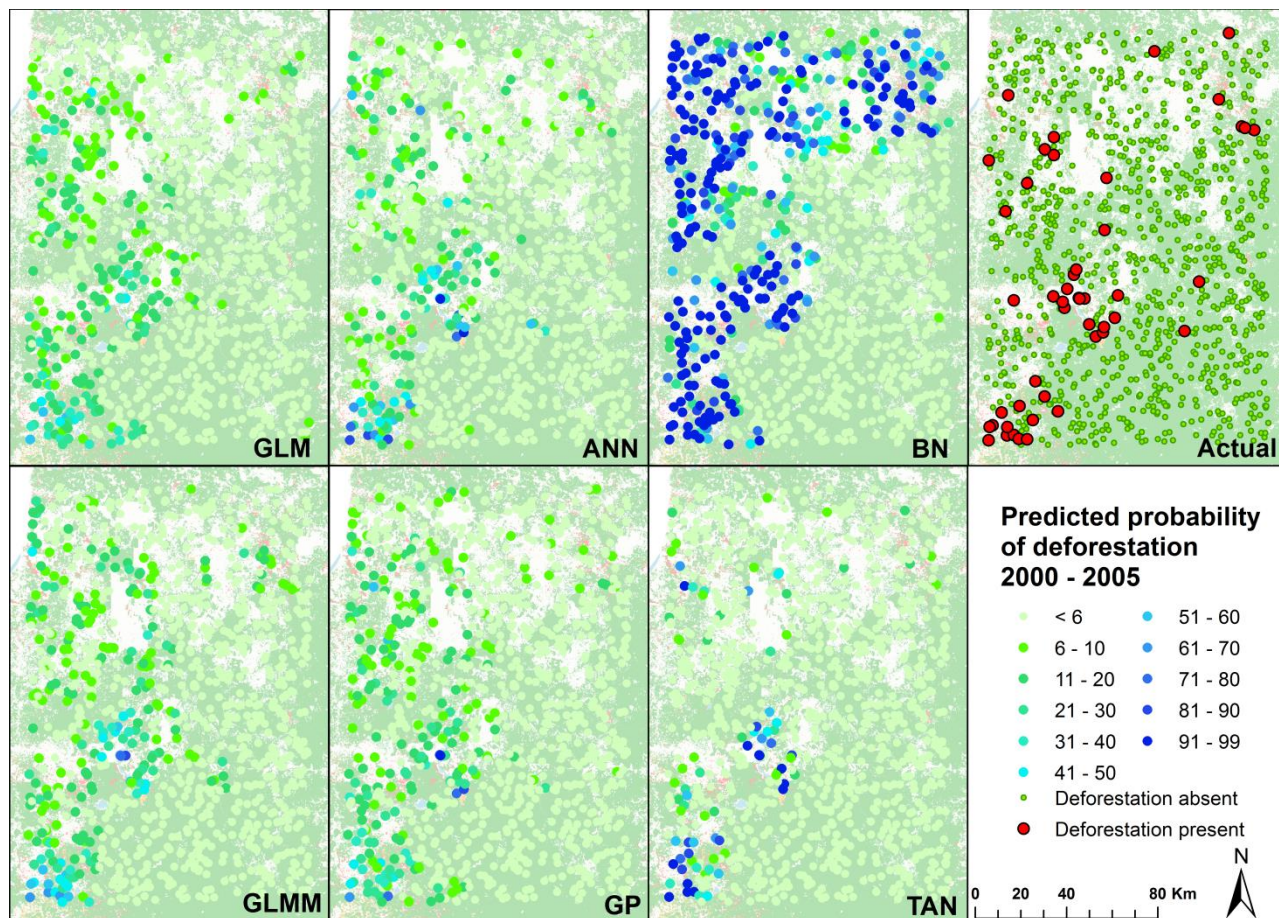 GLM
ANN
BN
Actual
GLMM
GP
TAN
Predicted probability
of deforestation
2000 - 2005
< 6
6 - 10
11 - 20
21 - 30
31 - 40
41 - 50
51 - 60
61 - 70
71 - 80
81 - 90
91 - 99
Deforestation absent
Deforestation present
N
0 20 40 80 Km